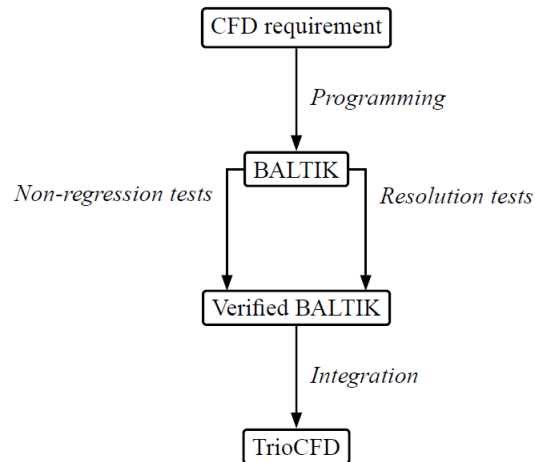 CFD requirement
Programming
BALTIK
Non-regression tests
Resolution tests
Verified BALTIK
Integration
TrioCFD